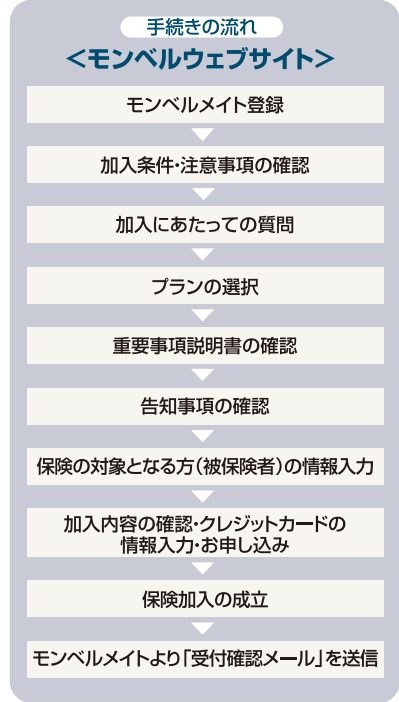 手続きの流れ
＜モンベルウェブサイト＞
モンベルメイト登録
加入条件・注意事項の確認
加入にあたっての質問
プランの選択
重要事項説明書の確認
告知事項の確認
保険の対象となる方（被保険者）の情報入力
加入内容の確認・クレジットカードの
情報入力・お申し込み
保険加入の成立
モンベルメイトより「受付確認メール」を送信